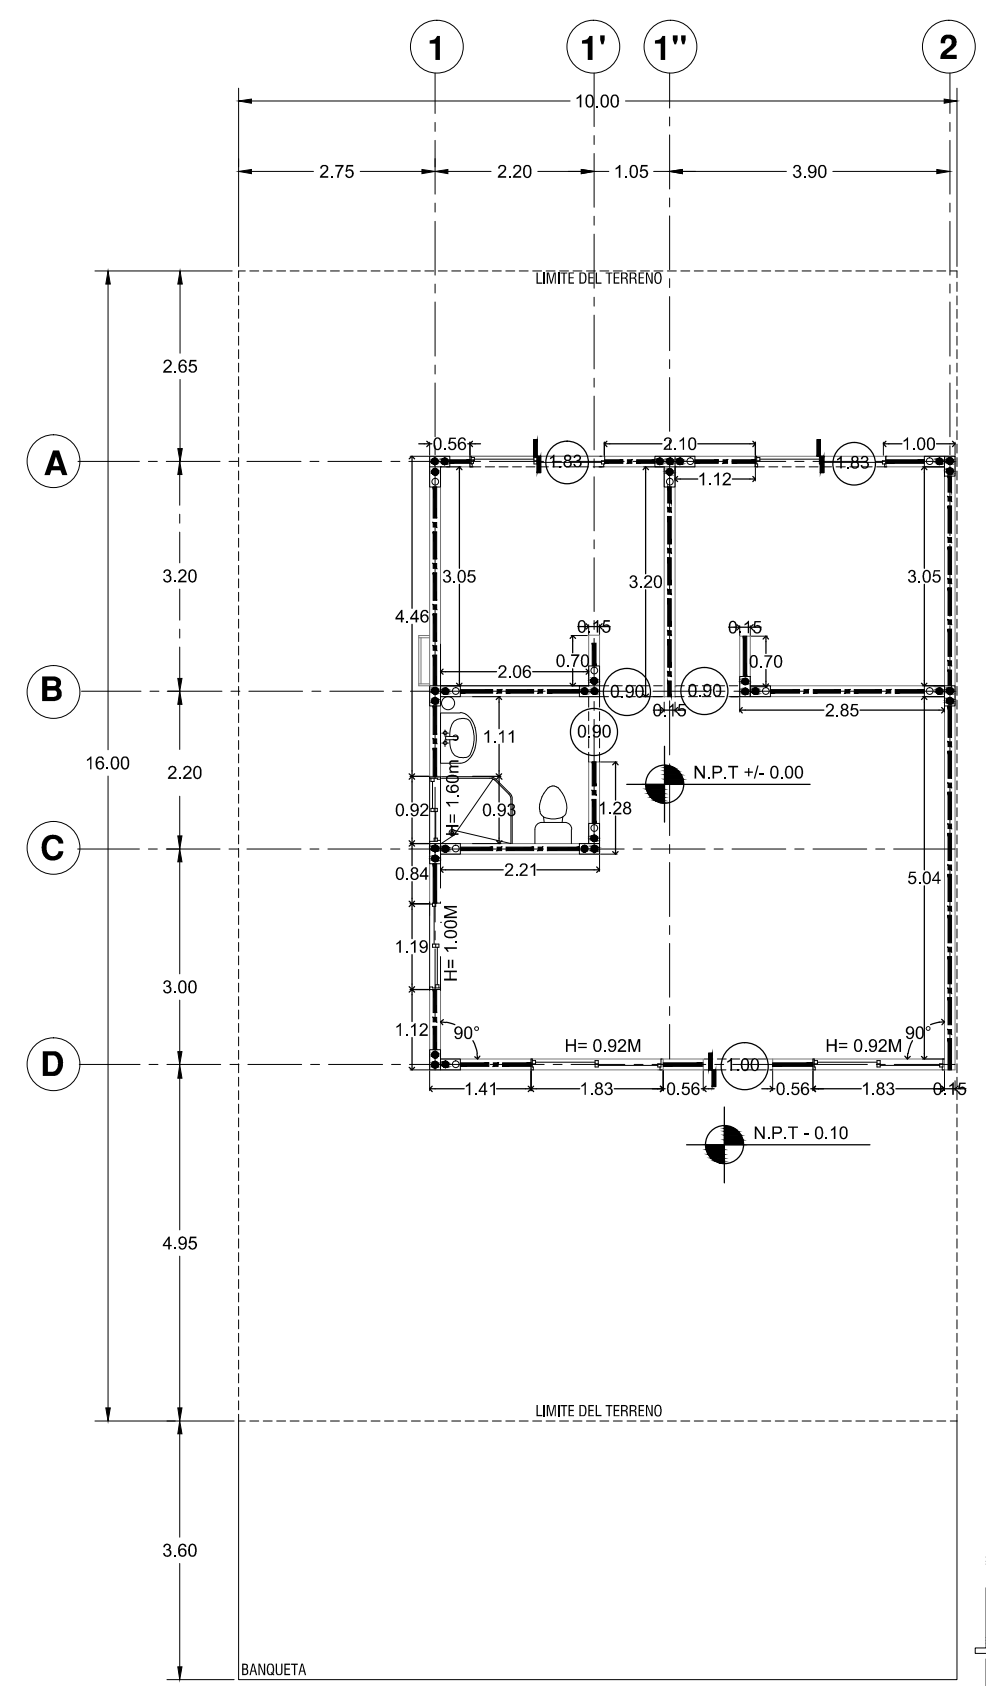 1 1' 1" 2
10.00
2.75 2.20 1.05 3.90
LIMITE DEL TERRENO
2.65
A
0.56 1.83 2.10 1.83 1.00
1.12
3.20 3.05 3.20 3.05
4.46
0.15 0.15
0.70 0.70
2.06
B
0.90 0.90
0.15 2.85
0.90
1.11
16.00 2.20
N.P.T +/- 0.00
H= 1.60m
0.92 0.93 1.28
C
0.84 2.21 5.04
1.19
H= 1.00M
3.00
1.12 90° 90°
H= 0.92M H= 0.92M
D
1.00
1.41 1.83 0.56 0.56 1.83 0.15
N.P.T - 0.10
4.95
LIMITE DEL TERRENO
3.60
BANQUETA